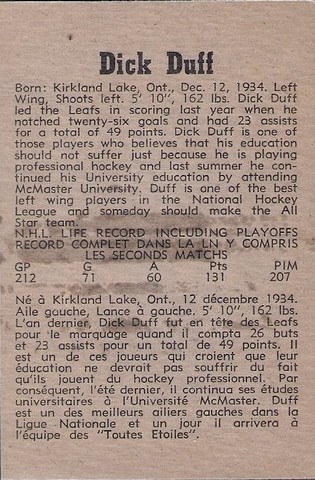 Dick Duff
Born: Kirkland Lake, Ont., Dec. 12, 1934. Left
Wing, Shoots left. 5' 10", 162 lbs. Dick Duff
led the Leafs in scoring last year when he
notched twenty-six goals and had 23 assists
for a total of 49 points. Dick Duff is one of
those players who believes that his education
should not suffer just because he is playing
professional hockey and last summer he con-
tinued his University education by attending
McMaster University. Duff is one of the best
left wing players in the National Hockey
League and someday should make the All
Star team.
N.H.L. LIFE RECORD INCLUDING PLAYOFFS
RECORD COMPLET DANS LA LN Y COMPRIS
LES SECONDS MATCHS
GP G A Pts PIM
212 71 60 131 207
Né à Kirkland Lake, Ont., 12 décembre 1934.
Aile gauche, Lance à gauche. 5' 10", 162 lbs.
L'an dernier, Dick Duff fut en tête des Leafs
pour le marquage quand il compta 26 buts
et 23 assists pour un total de 49 points. Il
est un de ces joueurs qui croient que leur
éducation ne devrait pas souffrir du fait
qu'ils jouent du hockey professionnel. Par
conséquent, l'été dernier, il continua ses études
universitaires à l'Université McMaster. Duff
est un des meilleurs ailiers gauches dans la
Ligue Nationale et un jour il arrivera à
l'équipe des "Toutes Etoiles".